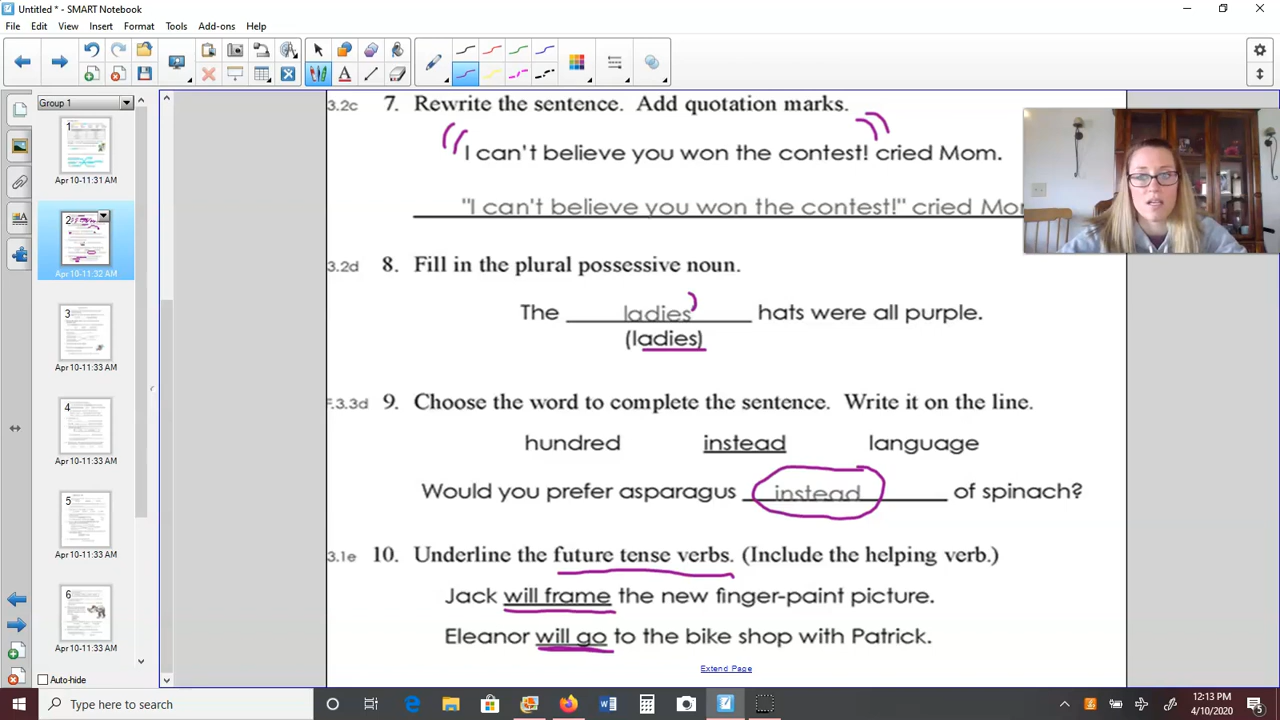 Untitled * - SMART Notebook
File Edit View Insert Format Tools Add-ons Help
Group 1
1
Apr 10-11:31 AM
2
Apr 10-11:32 AM
3
Apr 10-11:33 AM
4
Apr 10-11:33 AM
5
Apr 10-11:33 AM
6
Apr 10-11:33 AM
Auto-hide
3.2c 7. Rewrite the sentence. Add quotation marks.
"I can't believe you won the contest!" cried Mom.
"I can't believe you won the contest!" cried Mo
3.2d 8. Fill in the plural possessive noun.
The ladies' hats were all purple.
(ladies)
.3.3d 9. Choose the word to complete the sentence. Write it on the line.
hundred instead language
Would you prefer asparagus instead of spinach?
3.1e 10. Underline the future tense verbs. (Include the helping verb.)
Jack will frame the new finger-paint picture.
Eleanor will go to the bike shop with Patrick.
Extend Page
Type here to search
12:13 PM
4/10/2020
5